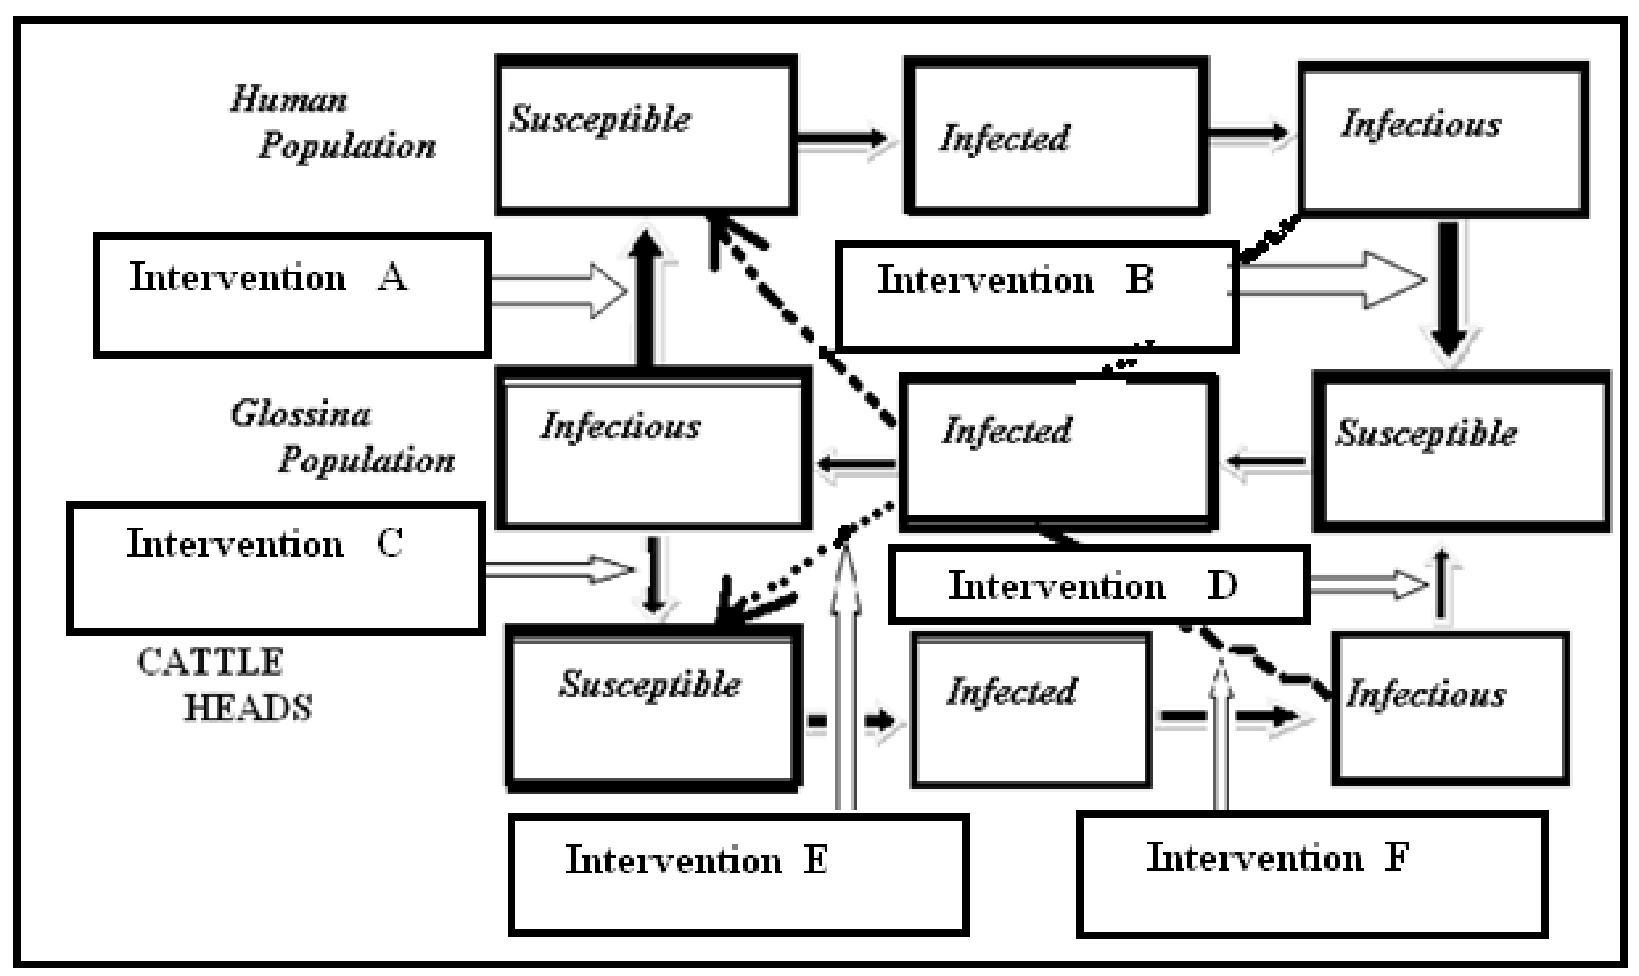 Human
Population
Susceptible
Infected
Infectious
Intervention A
Intervention B
Glossina
Population
Infectious
Infected
Susceptible
Intervention C
Intervention D
CATTLE
HEADS
Susceptible
Infected
Infectious
Intervention E
Intervention F